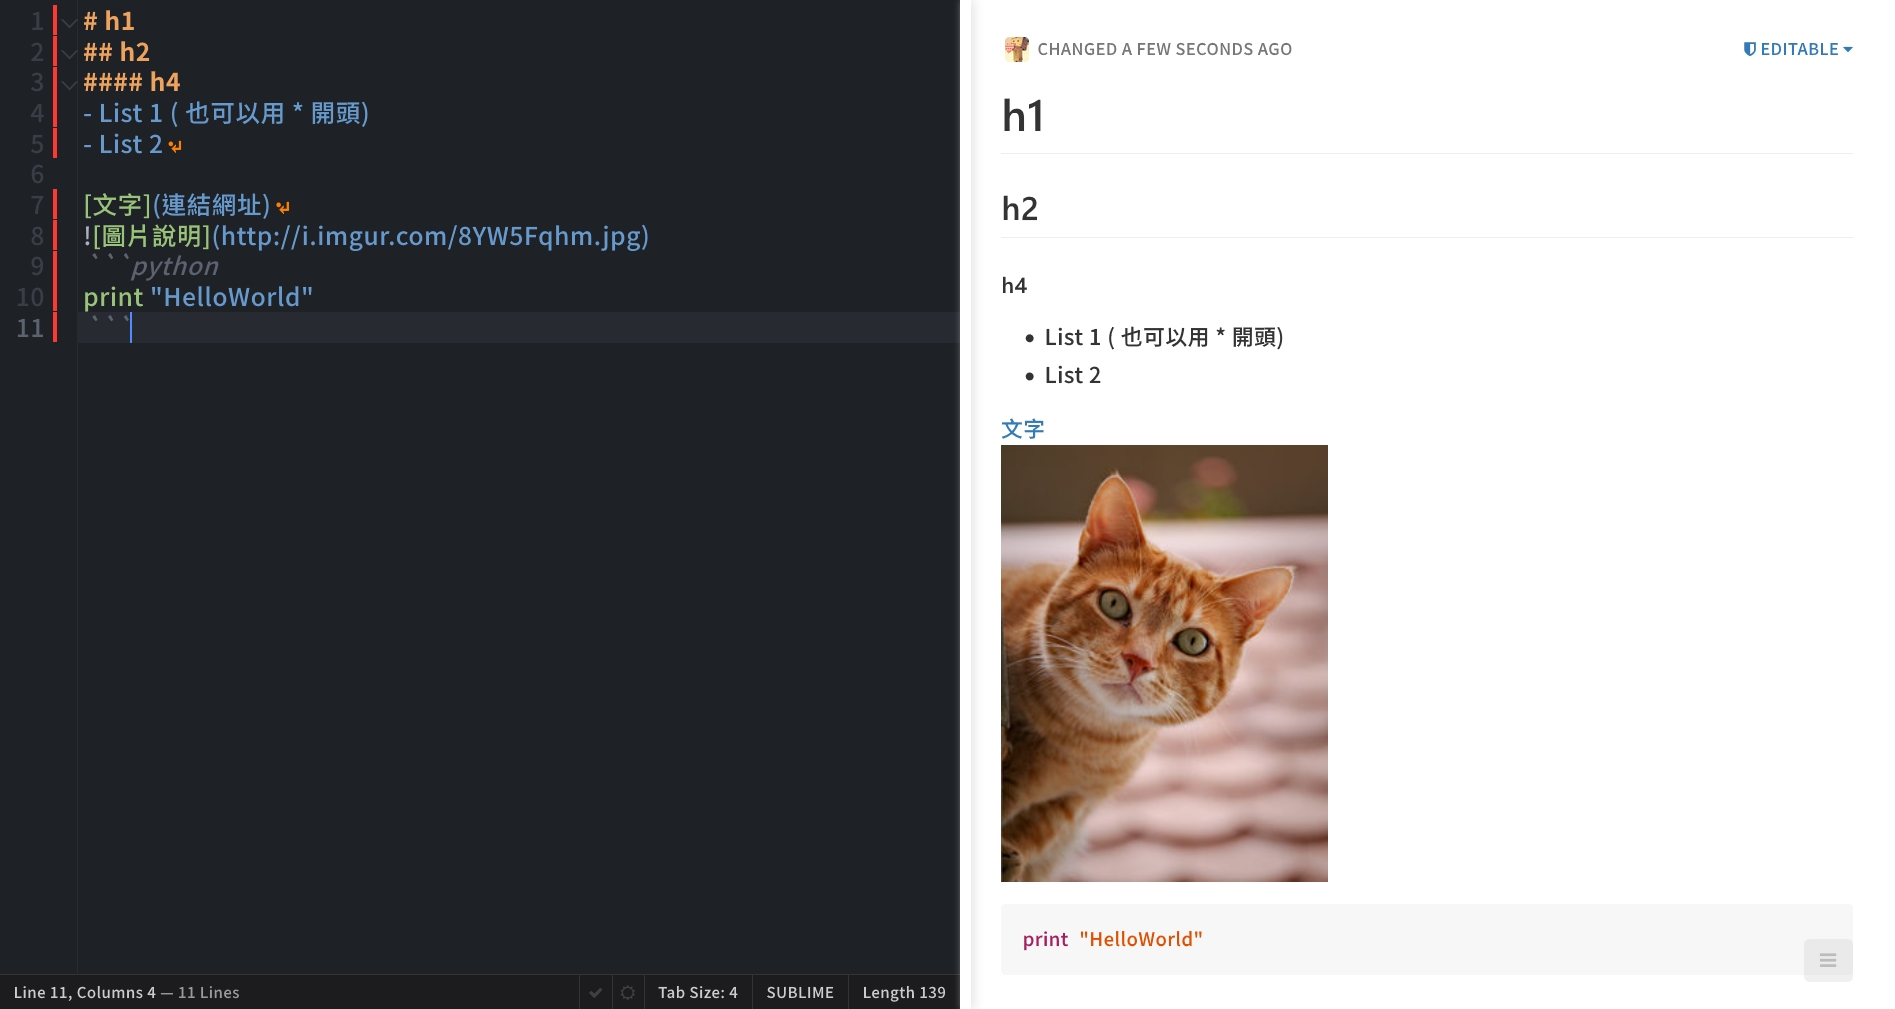 1 # h1
2 ## h2
3 #### h4
4 - List 1 ( 也可以用 * 開頭)
5 - List 2
6
7 [文字](連結網址)
8 ![圖片說明](http://i.imgur.com/8YW5Fqhm.jpg)
9 ```python
10 print "HelloWorld"
11 ```
Line 11, Columns 4 — 11 Lines
Tab Size: 4
SUBLIME
Length 139
CHANGED A FEW SECONDS AGO
EDITABLE
h1
h2
h4
• List 1 ( 也可以用 * 開頭)
• List 2
文字
print "HelloWorld"